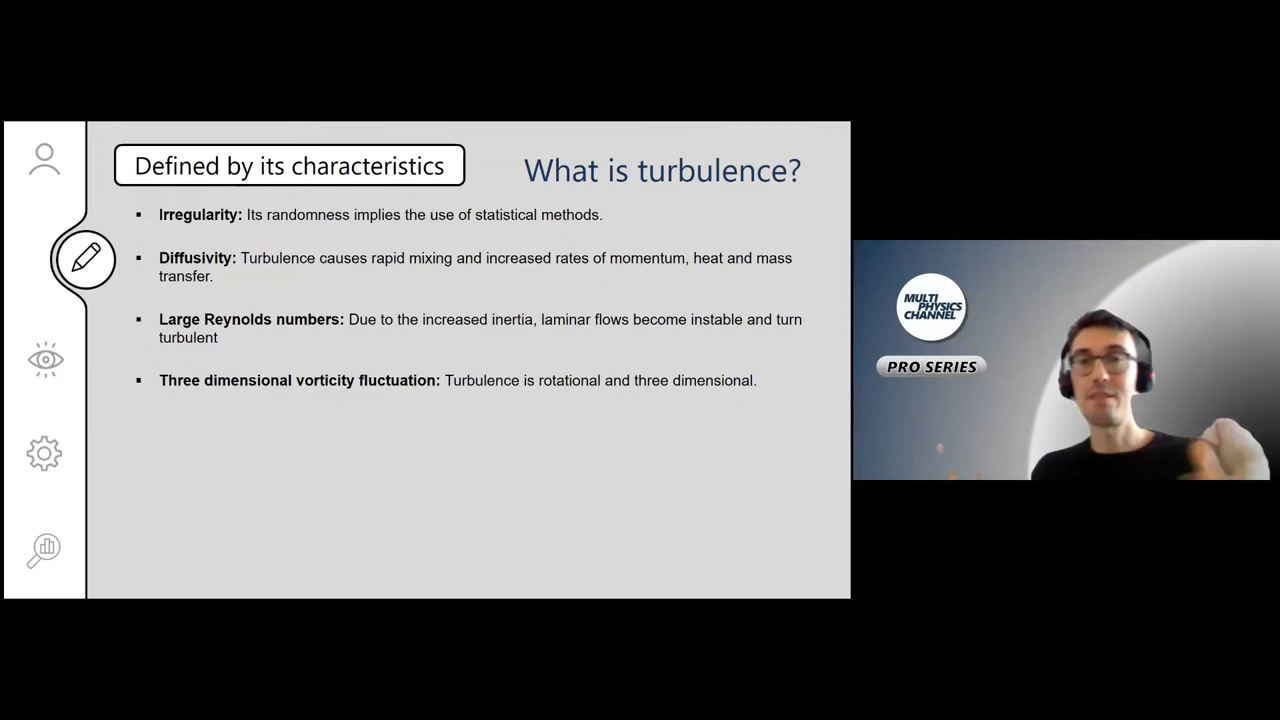 Defined by its characteristics
What is turbulence?
▪ Irregularity: Its randomness implies the use of statistical methods.
▪ Diffusivity: Turbulence causes rapid mixing and increased rates of momentum, heat and mass
transfer.
▪ Large Reynolds numbers: Due to the increased inertia, laminar flows become instable and turn
turbulent
▪ Three dimensional vorticity fluctuation: Turbulence is rotational and three dimensional.
MULTI
PHYSICS
CHANNEL
PRO SERIES